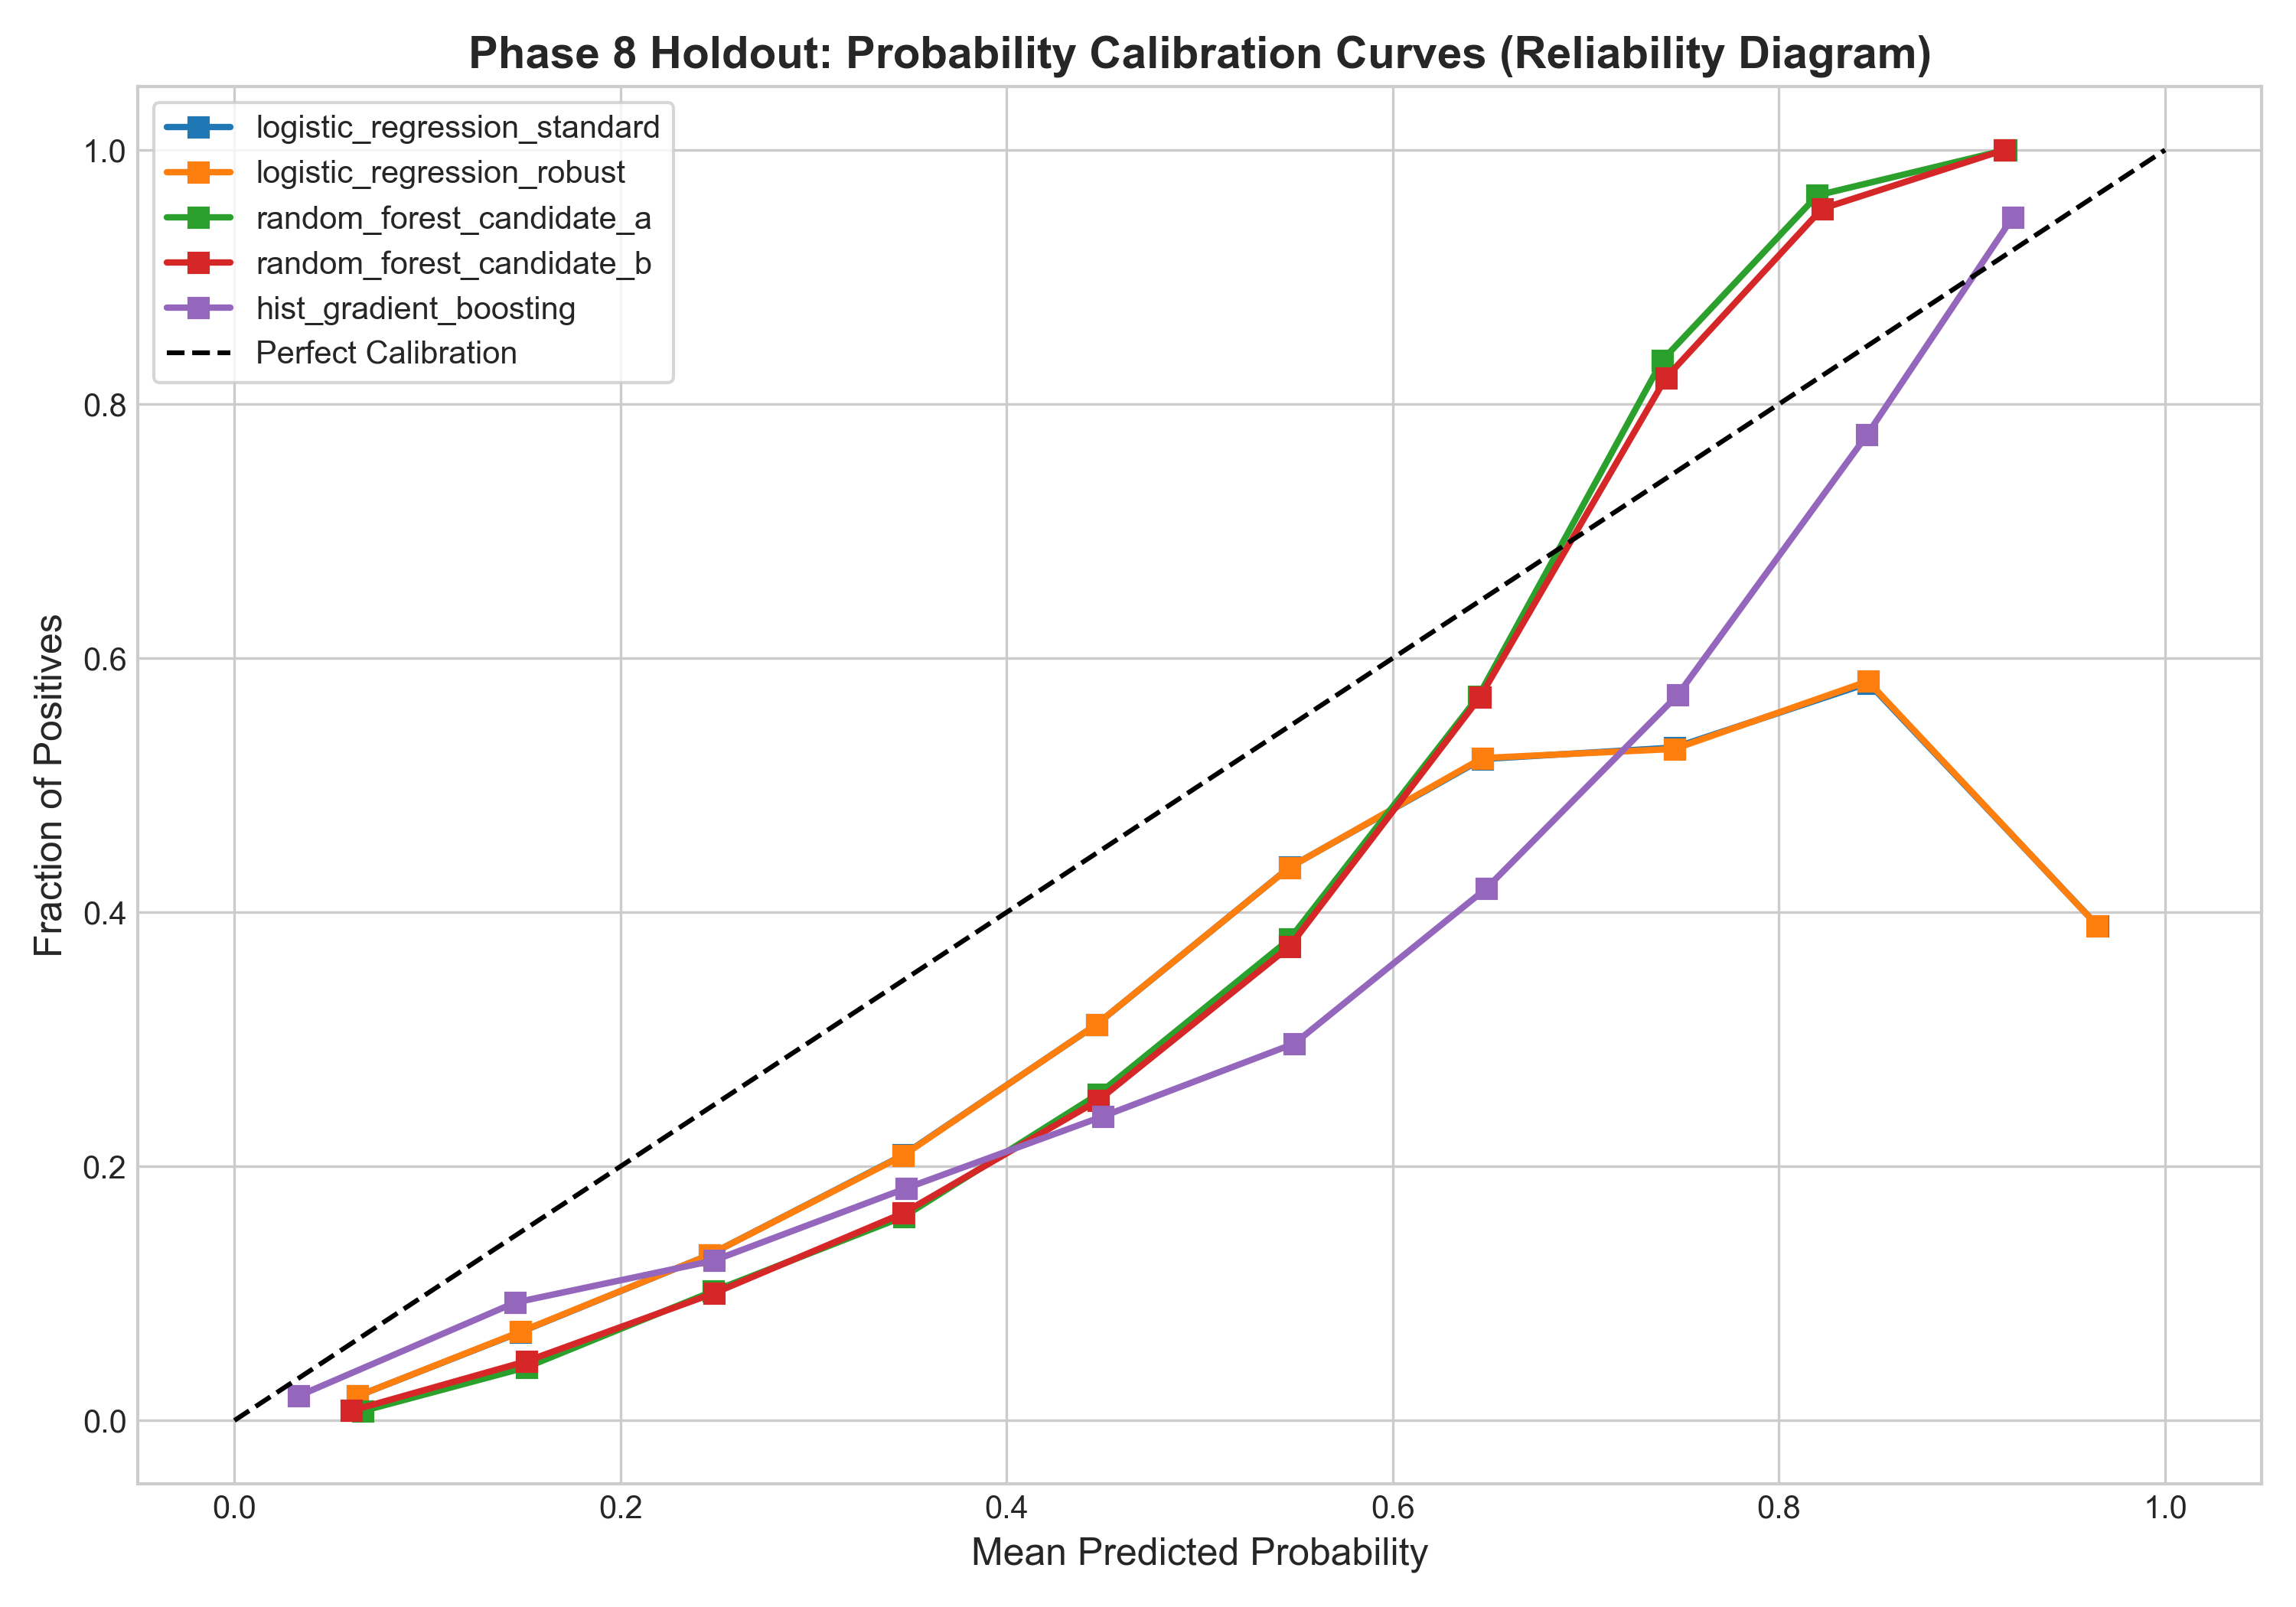 Phase 8 Holdout: Probability Calibration Curves (Reliability Diagram)
logistic_regression_standard
logistic_regression_robust
random_forest_candidate_a
random_forest_candidate_b
hist_gradient_boosting
Perfect Calibration
1.0
0.8
0.6
0.4
0.2
0.0
Fraction of Positives
0.0 0.2 0.4 0.6 0.8 1.0
Mean Predicted Probability